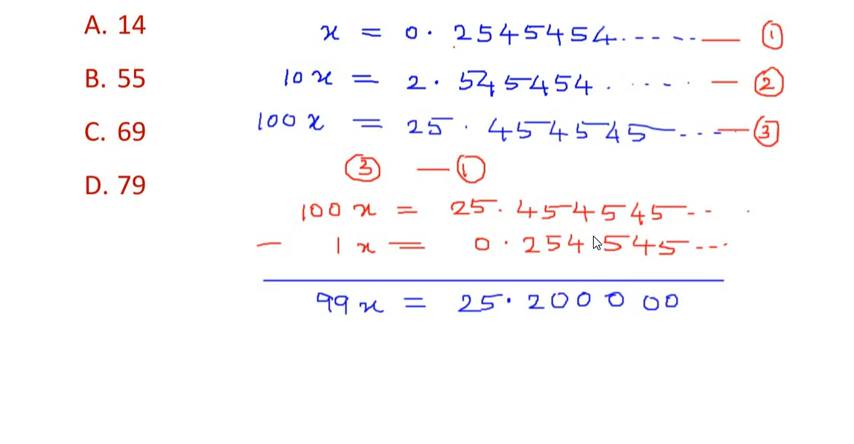 A. 14
B. 55
C. 69
D. 79
x = 0.2545454.----— ①
10x = 2.545454. ---- — ②
100x = 25.454545--- — ③
③ — ①
100x = 25.454545-- .
— 1x = 0.254545---
99x = 25.200000